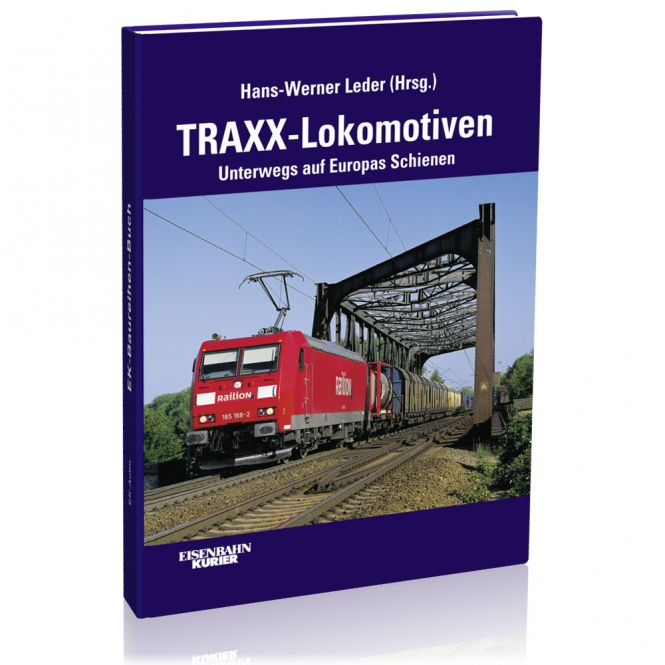 Hans-Werner Leder (Hrsg.)
TRAXX-Lokomotiven
Unterwegs auf Europas Schienen
EK-Baureihen-Buch
RAILION
RAILION
185 168-2
EISENBAHN
KURIER